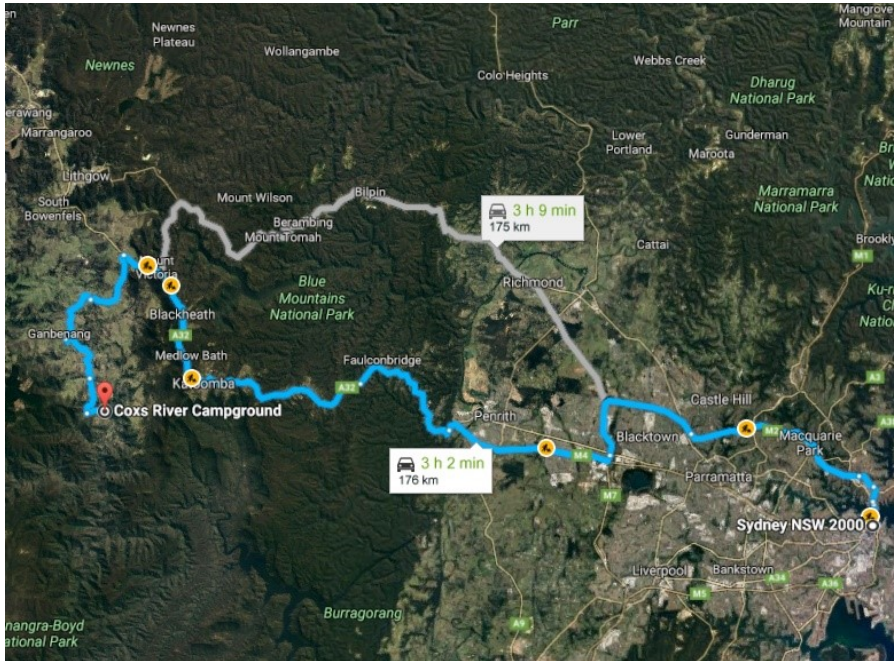 Mangrove
Mountain
Newnes
Plateau
Parr
Wollangambe
Webbs Creek
Newnes
Colo Heights
Dharug
National Park
Marrangaroo
Lower
Portland
Gunderman
Maroota
Lithgow
Marramarra
National Park
South
Bowenfels
Mount Wilson
Bilpin
3 h 9 min
175 km
Berambing
Mount Tomah
Cattai
M1
Victoria
Blue
Mountains
National Park
Richmond
Blackheath
Ganbenang
A32
Medlow Bath
Faulconbridge
A32
A3
Castle Hill
Coxs River Campground
Penrith
M2
Macquarie
Park
Blacktown
3 h 2 min
176 km
M4
Parramatta
M7
Sydney NSW 2000
Liverpool
Bankstown
A34
A36
M5
Burragorang
A9